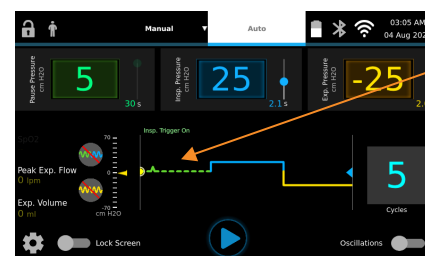 Manual ▼ Auto
03:05 AM
04 Aug 202
Pause Pressure
cm H2O
5
30 s
Insp. Pressure
cm H2O
25
2.1 s
Exp. Pressure
cm H2O
-25
2.
SpO2
70
Insp. Trigger On
Peak Exp. Flow
0 lpm
0
Exp. Volume
0 ml
-70
cm H2O
5
Cycles
Lock Screen
Oscillations